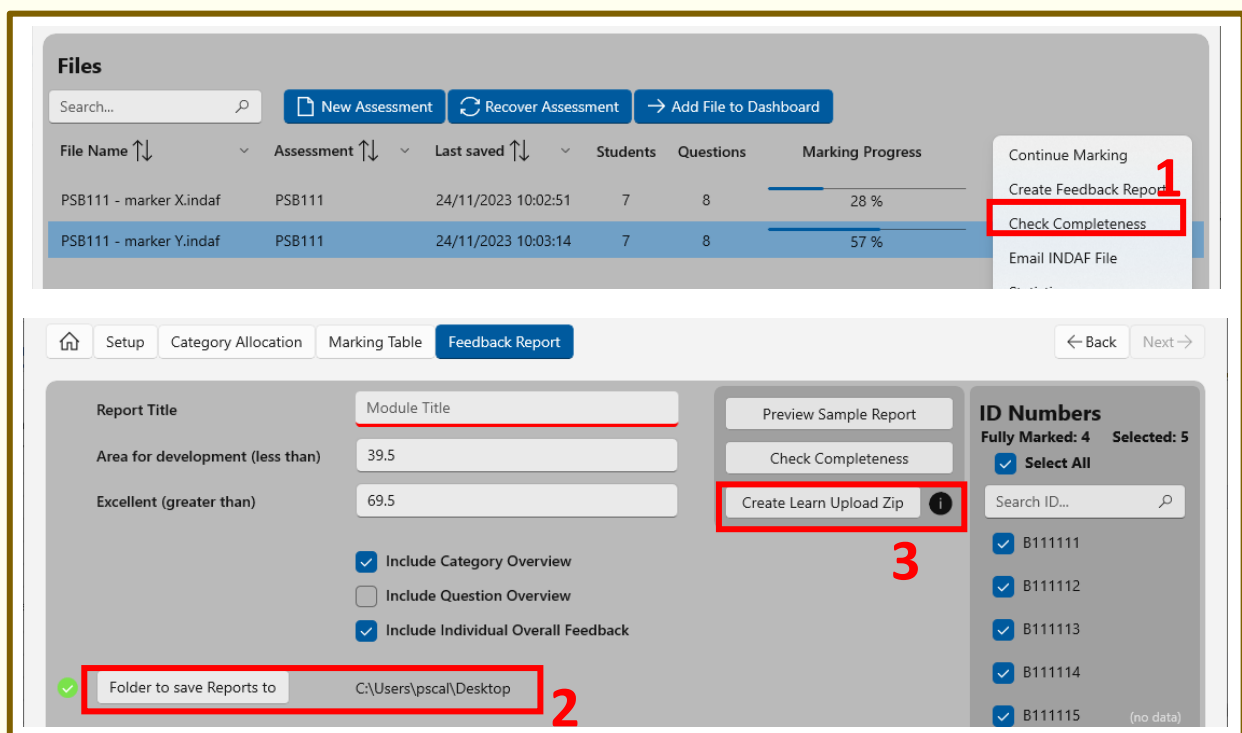 Files
Search... New Assessment Recover Assessment Add File to Dashboard
File Name Assessment Last saved Students Questions Marking Progress
PSB111 - marker X.indaf PSB111 24/11/2023 10:02:51 7 8 28 %
PSB111 - marker Y.indaf PSB111 24/11/2023 10:03:14 7 8 57 %
Continue Marking
Create Feedback Report
1
Check Completeness
Email INDAF File
Setup Category Allocation Marking Table Feedback Report Back Next
Report Title Module Title
Area for development (less than) 39.5
Excellent (greater than) 69.5
Include Category Overview
Include Question Overview
Include Individual Overall Feedback
Folder to save Reports to C:\Users\pscal\Desktop
2
Preview Sample Report
Check Completeness
Create Learn Upload Zip i
3
ID Numbers
Fully Marked: 4 Selected: 5
Select All
Search ID...
B111111
B111112
B111113
B111114
B111115 (no data)